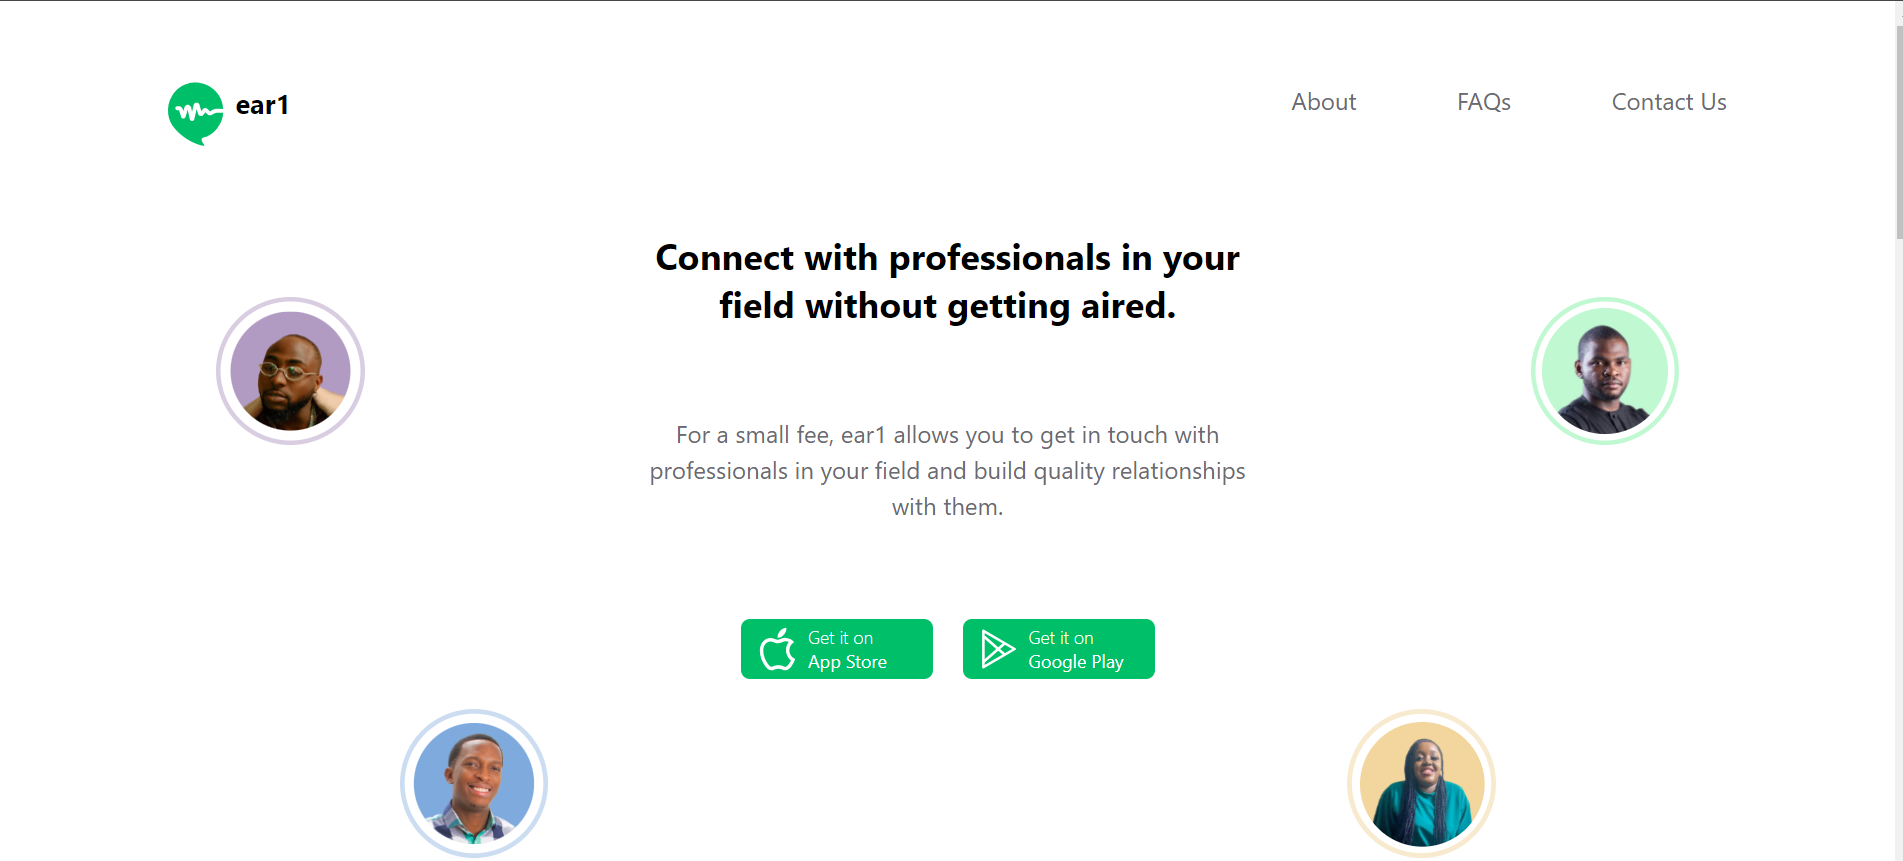 ear1
About
FAQs
Contact Us
Connect with professionals in your
field without getting aired.
For a small fee, ear1 allows you to get in touch with
professionals in your field and build quality relationships
with them.
Get it on
App Store
Get it on
Google Play